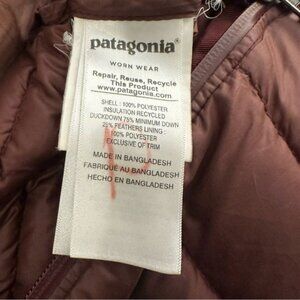 patagonia®
WORN WEAR
Repair, Reuse, Recycle
This Product
www.patagonia.com
SHELL : 100% POLYESTER
INSULATION RECYCLED
DUCKDOWN 75% MINIMUM DOWN
25% FEATHERS LINING :
100% POLYESTER
EXCLUSIVE OF TRIM
MADE IN BANGLADESH
FABRIQUÉ AU BANGLADESH
HECHO EN BANGLADESH